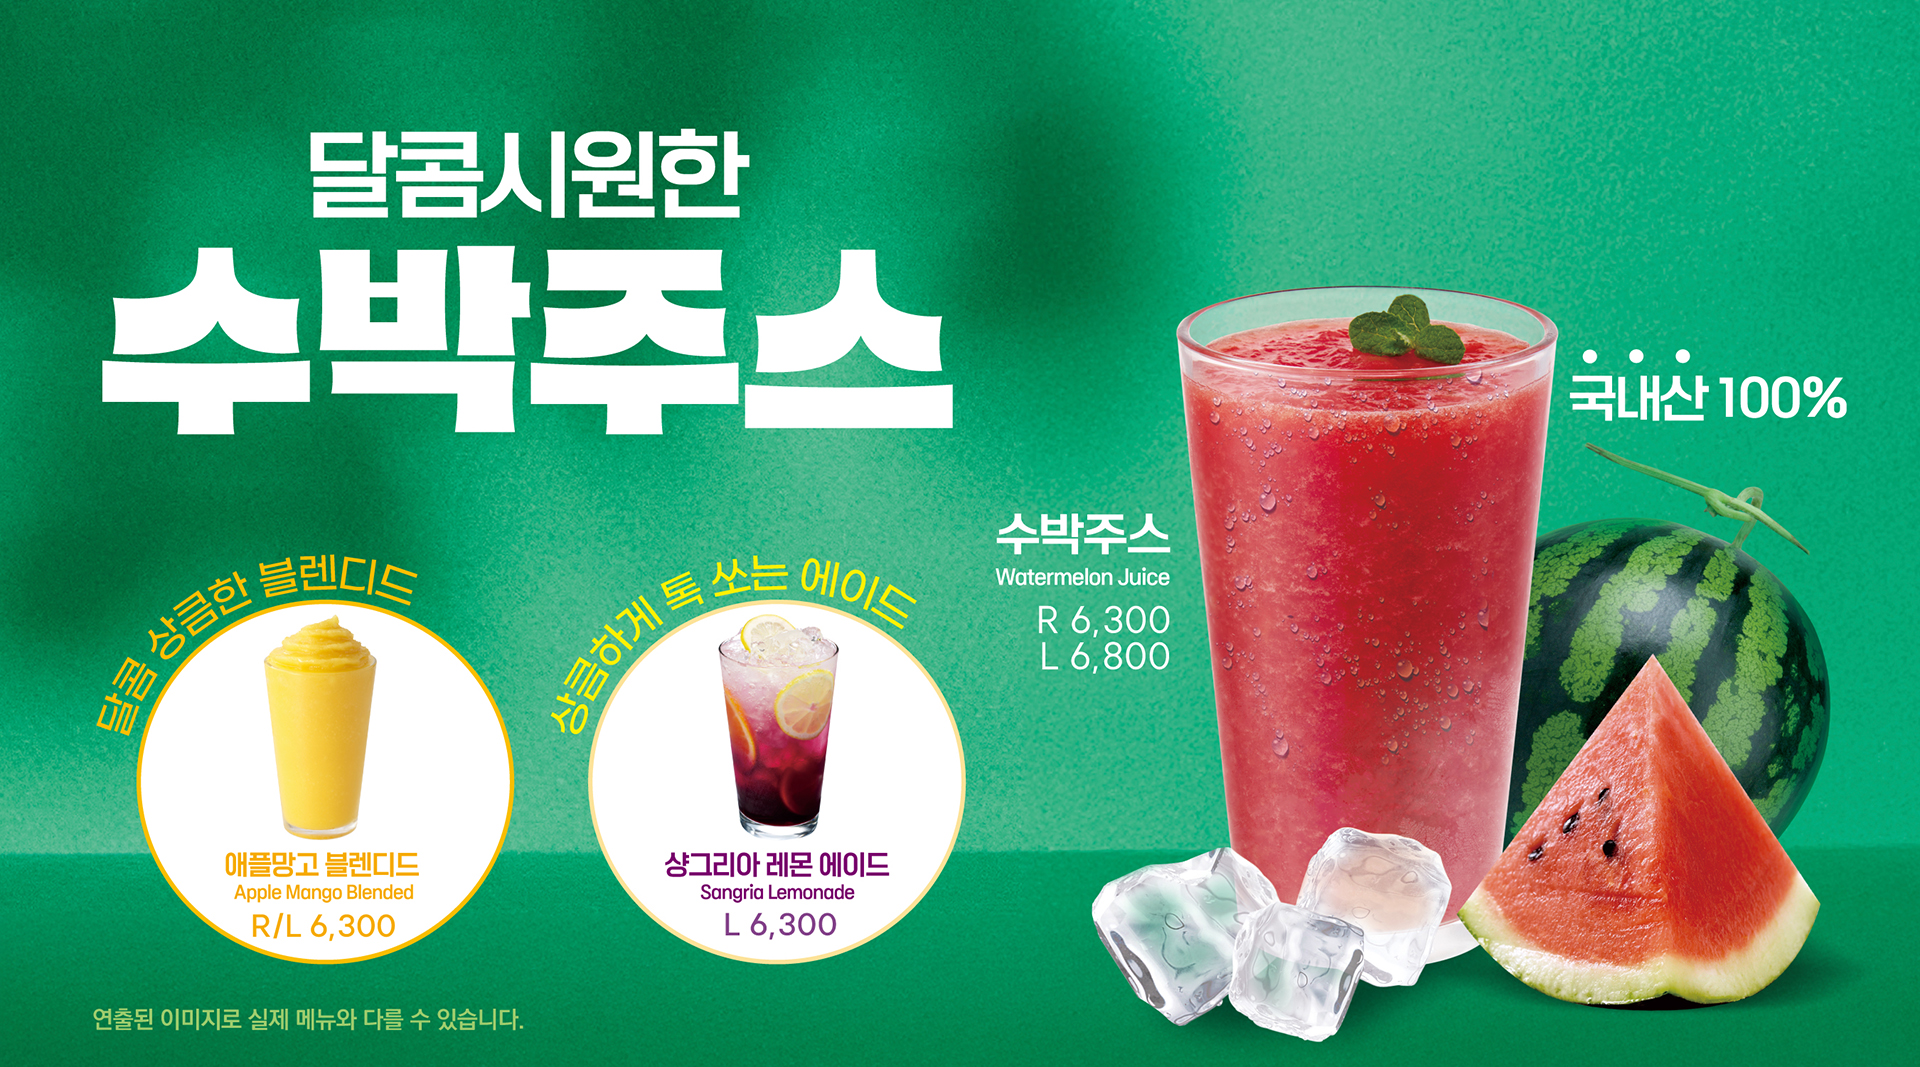 달콤시원한
수박주스
국내산 100%
수박주스
Watermelon Juice
R 6,300
L 6,800
달콤 상큼한 블렌디드
애플망고 블렌디드
Apple Mango Blended
R/L 6,300
상큼하게 톡 쏘는 에이드
샹그리아 레몬 에이드
Sangria Lemonade
L 6,300
연출된 이미지로 실제 메뉴와 다를 수 있습니다.